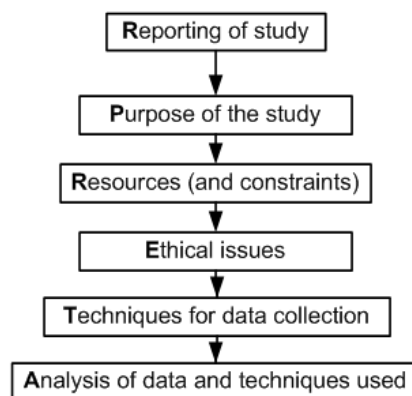 Reporting of study
Purpose of the study
Resources (and constraints)
Ethical issues
Techniques for data collection
Analysis of data and techniques used